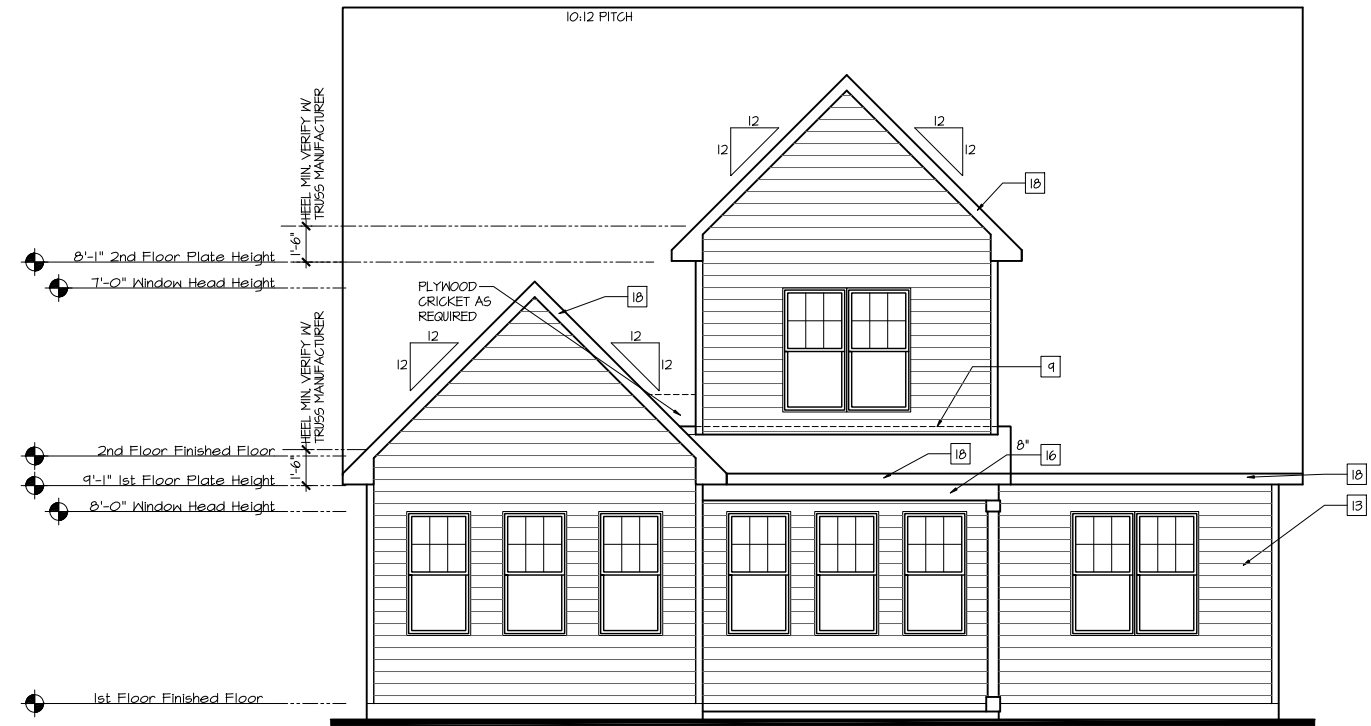 10:12 PITCH
HEEL MIN. VERIFY W/
TRUSS MANUFACTURER
1'-6"
12
12
12
12
18
8'-1" 2nd Floor Plate Height
7'-0" Window Head Height
PLYWOOD
CRICKET AS
REQUIRED
18
HEEL MIN. VERIFY W/
TRUSS MANUFACTURER
1'-6"
12
12
12
12
9
2nd Floor Finished Floor
9'-1" 1st Floor Plate Height
8'-0" Window Head Height
18
8"
16
18
13
1st Floor Finished Floor